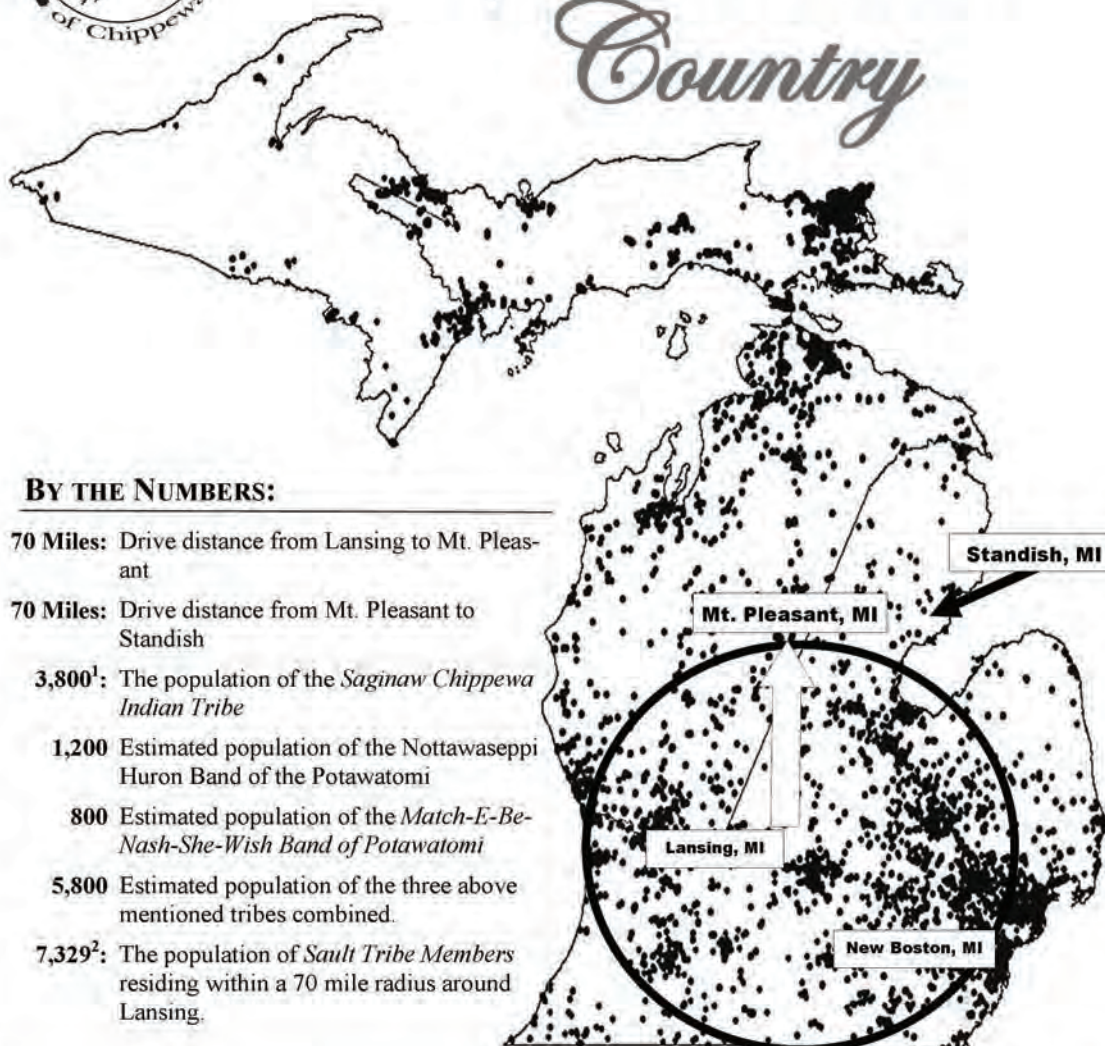 of Chippewa
Country
BY THE NUMBERS:
70 Miles: Drive distance from Lansing to Mt. Pleas-
ant
70 Miles: Drive distance from Mt. Pleasant to
Standish
3,800¹: The population of the Saginaw Chippewa
Indian Tribe
1,200 Estimated population of the Nottawaseppi
Huron Band of the Potawatomi
800 Estimated population of the Match-E-Be-
Nash-She-Wish Band of Potawatomi
5,800 Estimated population of the three above
mentioned tribes combined.
7,329²: The population of Sault Tribe Members
residing within a 70 mile radius around
Lansing.
Standish, MI
Mt. Pleasant, MI
Lansing, MI
New Boston, MI